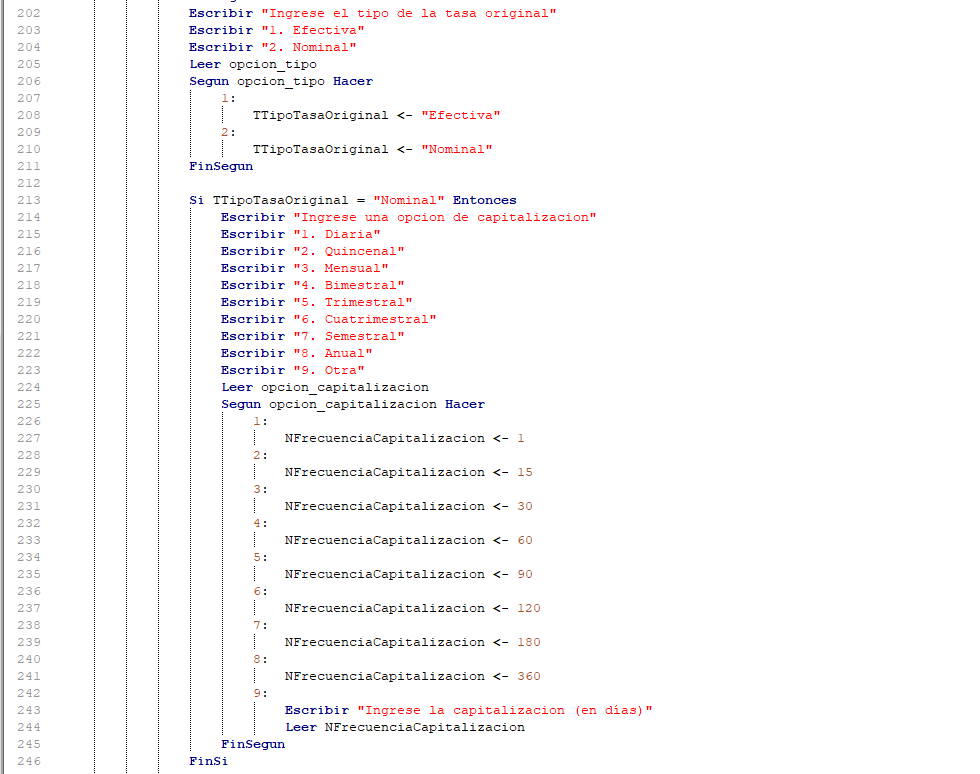 202 Escribir "Ingrese el tipo de la tasa original"
203 Escribir "1. Efectiva"
204 Escribir "2. Nominal"
205 Leer opcion_tipo
206 Segun opcion_tipo Hacer
207 1:
208 TTipoTasaOriginal <- "Efectiva"
209 2:
210 TTipoTasaOriginal <- "Nominal"
211 FinSegun
212
213 Si TTipoTasaOriginal = "Nominal" Entonces
214 Escribir "Ingrese una opcion de capitalizacion"
215 Escribir "1. Diaria"
216 Escribir "2. Quincenal"
217 Escribir "3. Mensual"
218 Escribir "4. Bimestral"
219 Escribir "5. Trimestral"
220 Escribir "6. Cuatrimestral"
221 Escribir "7. Semestral"
222 Escribir "8. Anual"
223 Escribir "9. Otra"
224 Leer opcion_capitalizacion
225 Segun opcion_capitalizacion Hacer
226 1:
227 NFrecuenciaCapitalizacion <- 1
228 2:
229 NFrecuenciaCapitalizacion <- 15
230 3:
231 NFrecuenciaCapitalizacion <- 30
232 4:
233 NFrecuenciaCapitalizacion <- 60
234 5:
235 NFrecuenciaCapitalizacion <- 90
236 6:
237 NFrecuenciaCapitalizacion <- 120
238 7:
239 NFrecuenciaCapitalizacion <- 180
240 8:
241 NFrecuenciaCapitalizacion <- 360
242 9:
243 Escribir "Ingrese la capitalizacion (en días)"
244 Leer NFrecuenciaCapitalizacion
245 FinSegun
246 FinSi